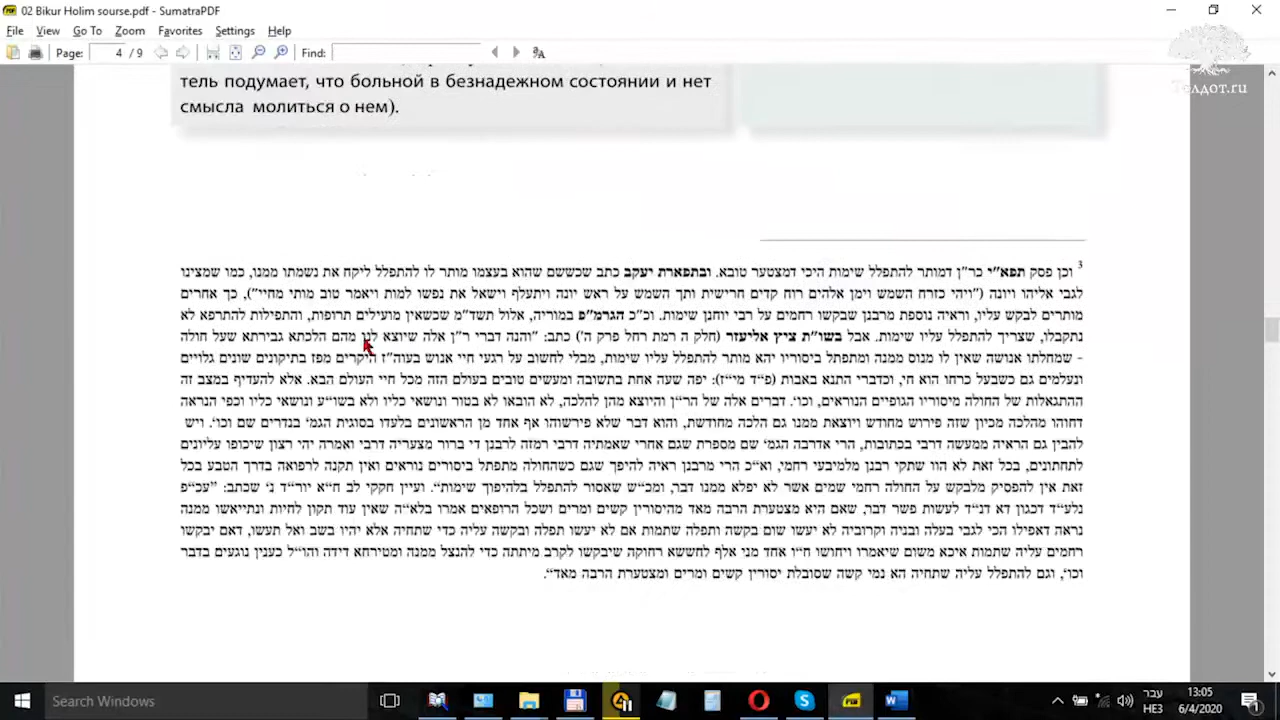 02 Bikur Holim sourse.pdf - SumatraPDF
File View Go To Zoom Favorites Settings Help
Page: 4 / 9 Find:
Толдот.ru
тель подумает, что больной в безнадежном состоянии и нет
смысла молиться о нем).
3 וכן פסק תפא"י כר"ן דמותר להתפלל שימות היכי דמצטער טובא. ובתפארת יעקב כתב שכששם שהוא בעצמו מותר לו להתפלל ליקח את נשמתו ממנו, כמו שמצינו
לגבי אליהו ויונה ("ויהי כזרח השמש וימן אלהים רוח קדים חרישית ותך השמש על ראש יונה ויתעלף וישאל את נפשו למות ויאמר טוב מותי מחיי"), כך אחרים
מותרים לבקש עליו, וראיה נוספת מרבנן שבקשו רחמים על רבי יוחנן שימות. וכ"כ הגרמ"פ במוריה, אלול תשד"מ שכשאין מועילים תרופות, והתפילות להתרפא לא
נתקבלו, שצריך להתפלל עליו שימות. אבל בשו"ת ציץ אליעזר (חלק ה רמת רחל פרק ה') כתב: "והנה דברי ר"ן אלה שיוצא לנו מהם הלכתא גבירתא שעל חולה
- שמחלתו אנושה שאין לו מנוס ממנה ומתפתל ביסוריו יהא מותר להתפלל עליו שימות, מבלי לחשוב על רגעי חיי אנוש בעוה"ז היקרים מפז בתיקונים שונים גלויים
ונעלמים גם כשבעל כרחו הוא חי, וכדברי התנא באבות (פ"ד מי"ז): יפה שעה אחת בתשובה ומעשים טובים בעולם הזה מכל חיי העולם הבא. אלא להעדיף במצב זה
ההתגאלות של החולה מיסוריו הגופיים הנוראים, וכו'. דברים אלה של הר"ן והיוצא מהן להלכה, לא הובאו לא בטור ונושאי כליו ולא בשו"ע ונושאי כליו וכפי הנראה
דחוהו מהלכה מכיון שזה פירוש מחודש ויוצאת ממנו גם הלכה מחודשת, והוא דבר שלא פירשוהו אף אחד מן הראשונים בלעדו בסוגית הגמ' בנדרים שם וכו'. ויש
להבין גם הראיה ממעשה דרבי בכתובות, הרי אדרבה הגמ' שם מספרת שגם אחרי שאמתיה דרבי רמזה לרבנן די ברור מצעריה דרבי ואמרה יהי רצון שיכופו עליונים
לתחתונים, בכל זאת לא הוו שתקי רבנן מלמיבעי רחמי, וא"כ הרי מרבנן ראיה להיפך שגם כשהחולה מתפתל ביסורים נוראים ואין תקנה לרפואה בדרך הטבע בכל
זאת אין להפסיק מלבקש על החולה רחמי שמים אשר לא יפלא ממנו דבר, ומכ"ש שאסור להתפלל בלהיפוך שימות". ועיין חקקי לב ח"א יור"ד נ' שכתב: "עכ"פ
נלע"ד דכגון דא דנ"ד לעשות פשר דבר, שאם היא מצטערת הרבה מאד מהיסורין קשים ומרים ושכל הרופאים אמרו בלא"ה שאין עוד תקון לחיות ונתייאשו ממנה
נראה דאפילו הכי לגבי בעלה ובניה וקרוביה לא יעשו שום בקשה ותפלה שתמות אם לא יעשו תפלה ובקשה עליה כדי שתחיה אלא יהיו בשב ואל תעשו, דאם יבקשו
רחמים עליה שתמות איכא משום שיאמרו ויחושו ח"ו אחד מני אלף לחששא רחוקה שיבקשו לקרב מיתתה כדי להנצל ממנה ומטירחא דידה והו"ל כענין נוגעים בדבר
וכו', וגם להתפלל עליה שתחיה הא נמי קשה שסובלת יסורין קשים ומרים ומצטערת הרבה מאד".
Search Windows
עבר
НЕЗ
13:05
6/4/2020